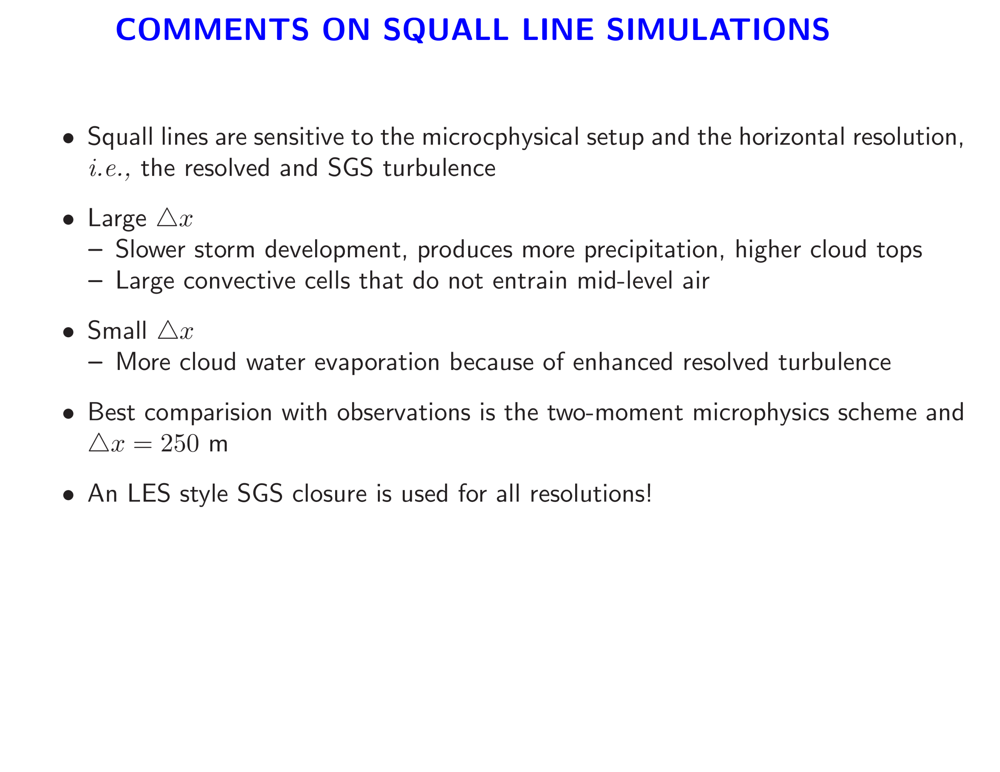 COMMENTS ON SQUALL LINE SIMULATIONS
• Squall lines are sensitive to the microcphysical setup and the horizontal resolution,
i.e., the resolved and SGS turbulence
• Large △x
– Slower storm development, produces more precipitation, higher cloud tops
– Large convective cells that do not entrain mid-level air
• Small △x
– More cloud water evaporation because of enhanced resolved turbulence
• Best comparision with observations is the two-moment microphysics scheme and
△x = 250 m
• An LES style SGS closure is used for all resolutions!